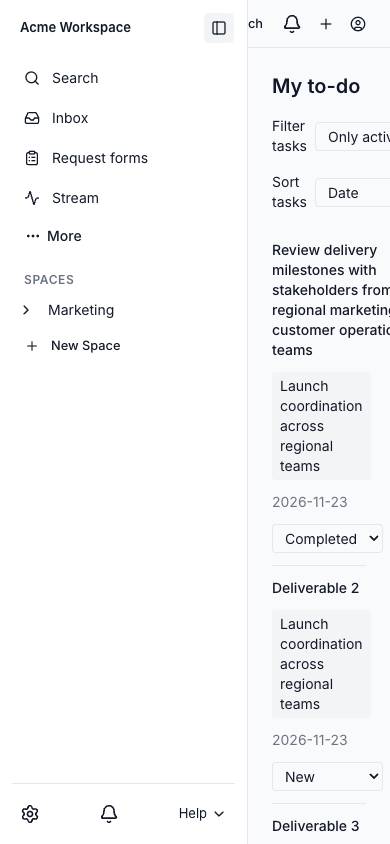 Acme Workspace
Search
Inbox
Request forms
Stream
More
SPACES
Marketing
New Space
Help
ch
My to-do
Filter
tasks
Only activ
Sort
tasks
Date
Review delivery
milestones with
stakeholders from
regional marketing
customer operatio
teams
Launch
coordination
across
regional
teams
2026-11-23
Completed
Deliverable 2
Launch
coordination
across
regional
teams
2026-11-23
New
Deliverable 3